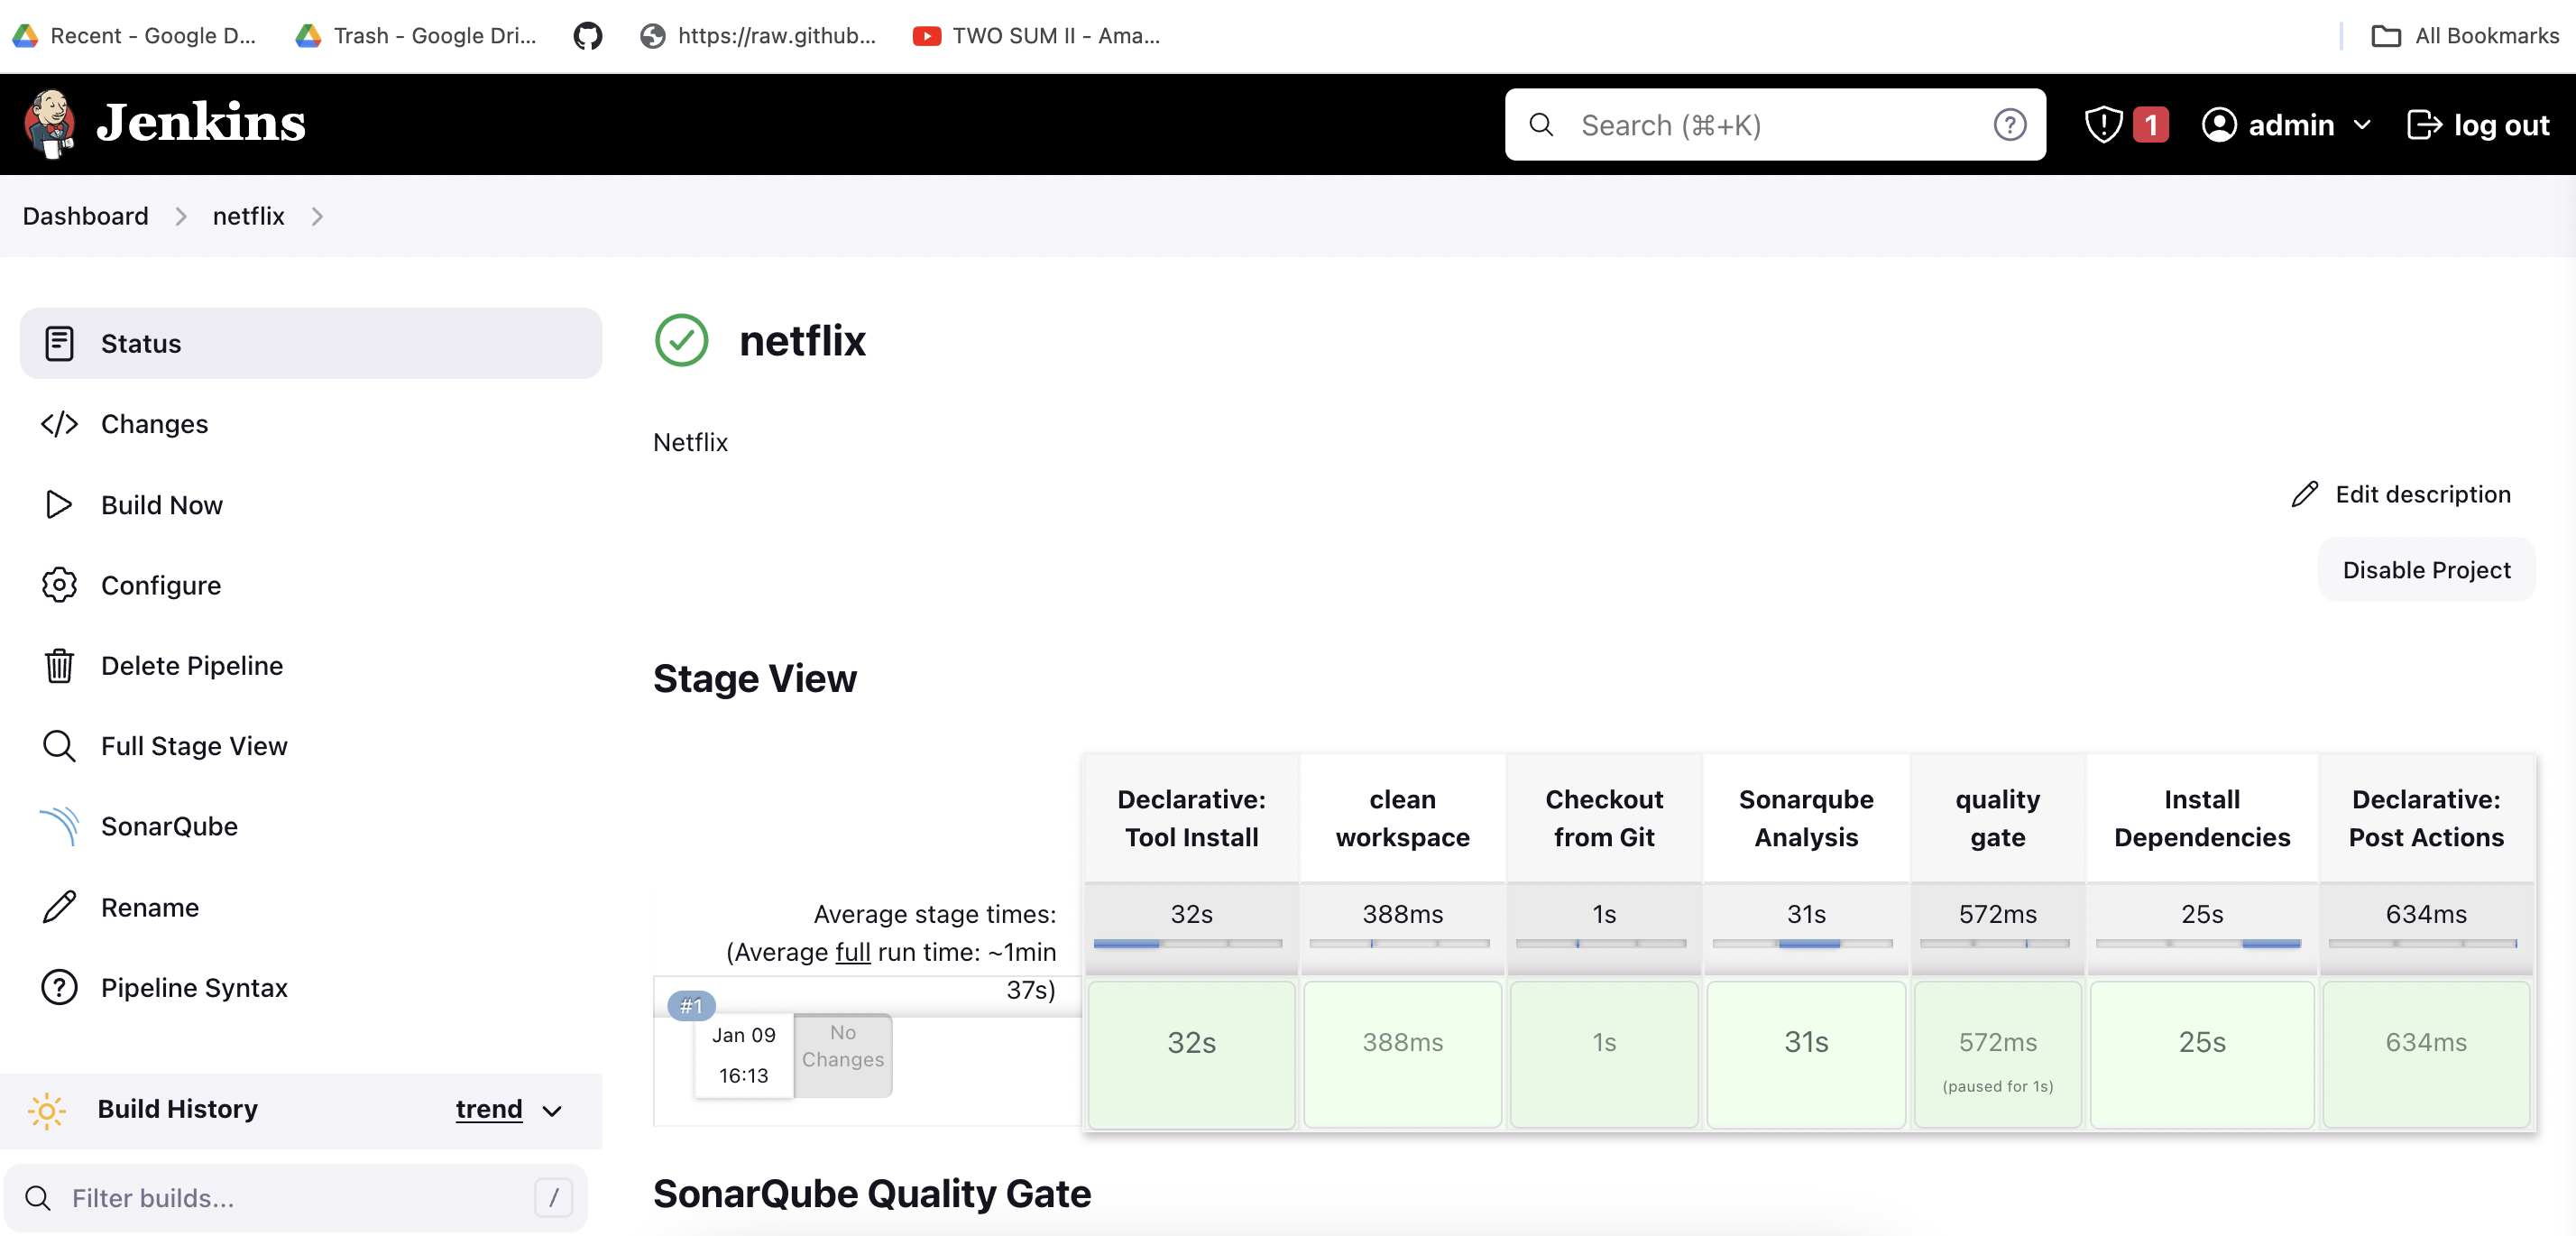 Recent - Google D...
Trash - Google Dri...
https://raw.github...
TWO SUM II - Ama...
All Bookmarks
Jenkins
Search (⌘+K)
?
1
admin
log out
Dashboard
netflix
Status
Changes
Build Now
Configure
Delete Pipeline
Full Stage View
SonarQube
Rename
Pipeline Syntax
Build History
trend
Filter builds...
/
netflix
Netflix
Edit description
Disable Project
Stage View
Declarative:
Tool Install
clean
workspace
Checkout
from Git
Sonarqube
Analysis
quality
gate
Install
Dependencies
Declarative:
Post Actions
Average stage times:
(Average full run time: ~1min
37s)
32s
388ms
1s
31s
572ms
25s
634ms
#1
Jan 09
16:13
No
Changes
32s
388ms
1s
31s
572ms
(paused for 1s)
25s
634ms
SonarQube Quality Gate